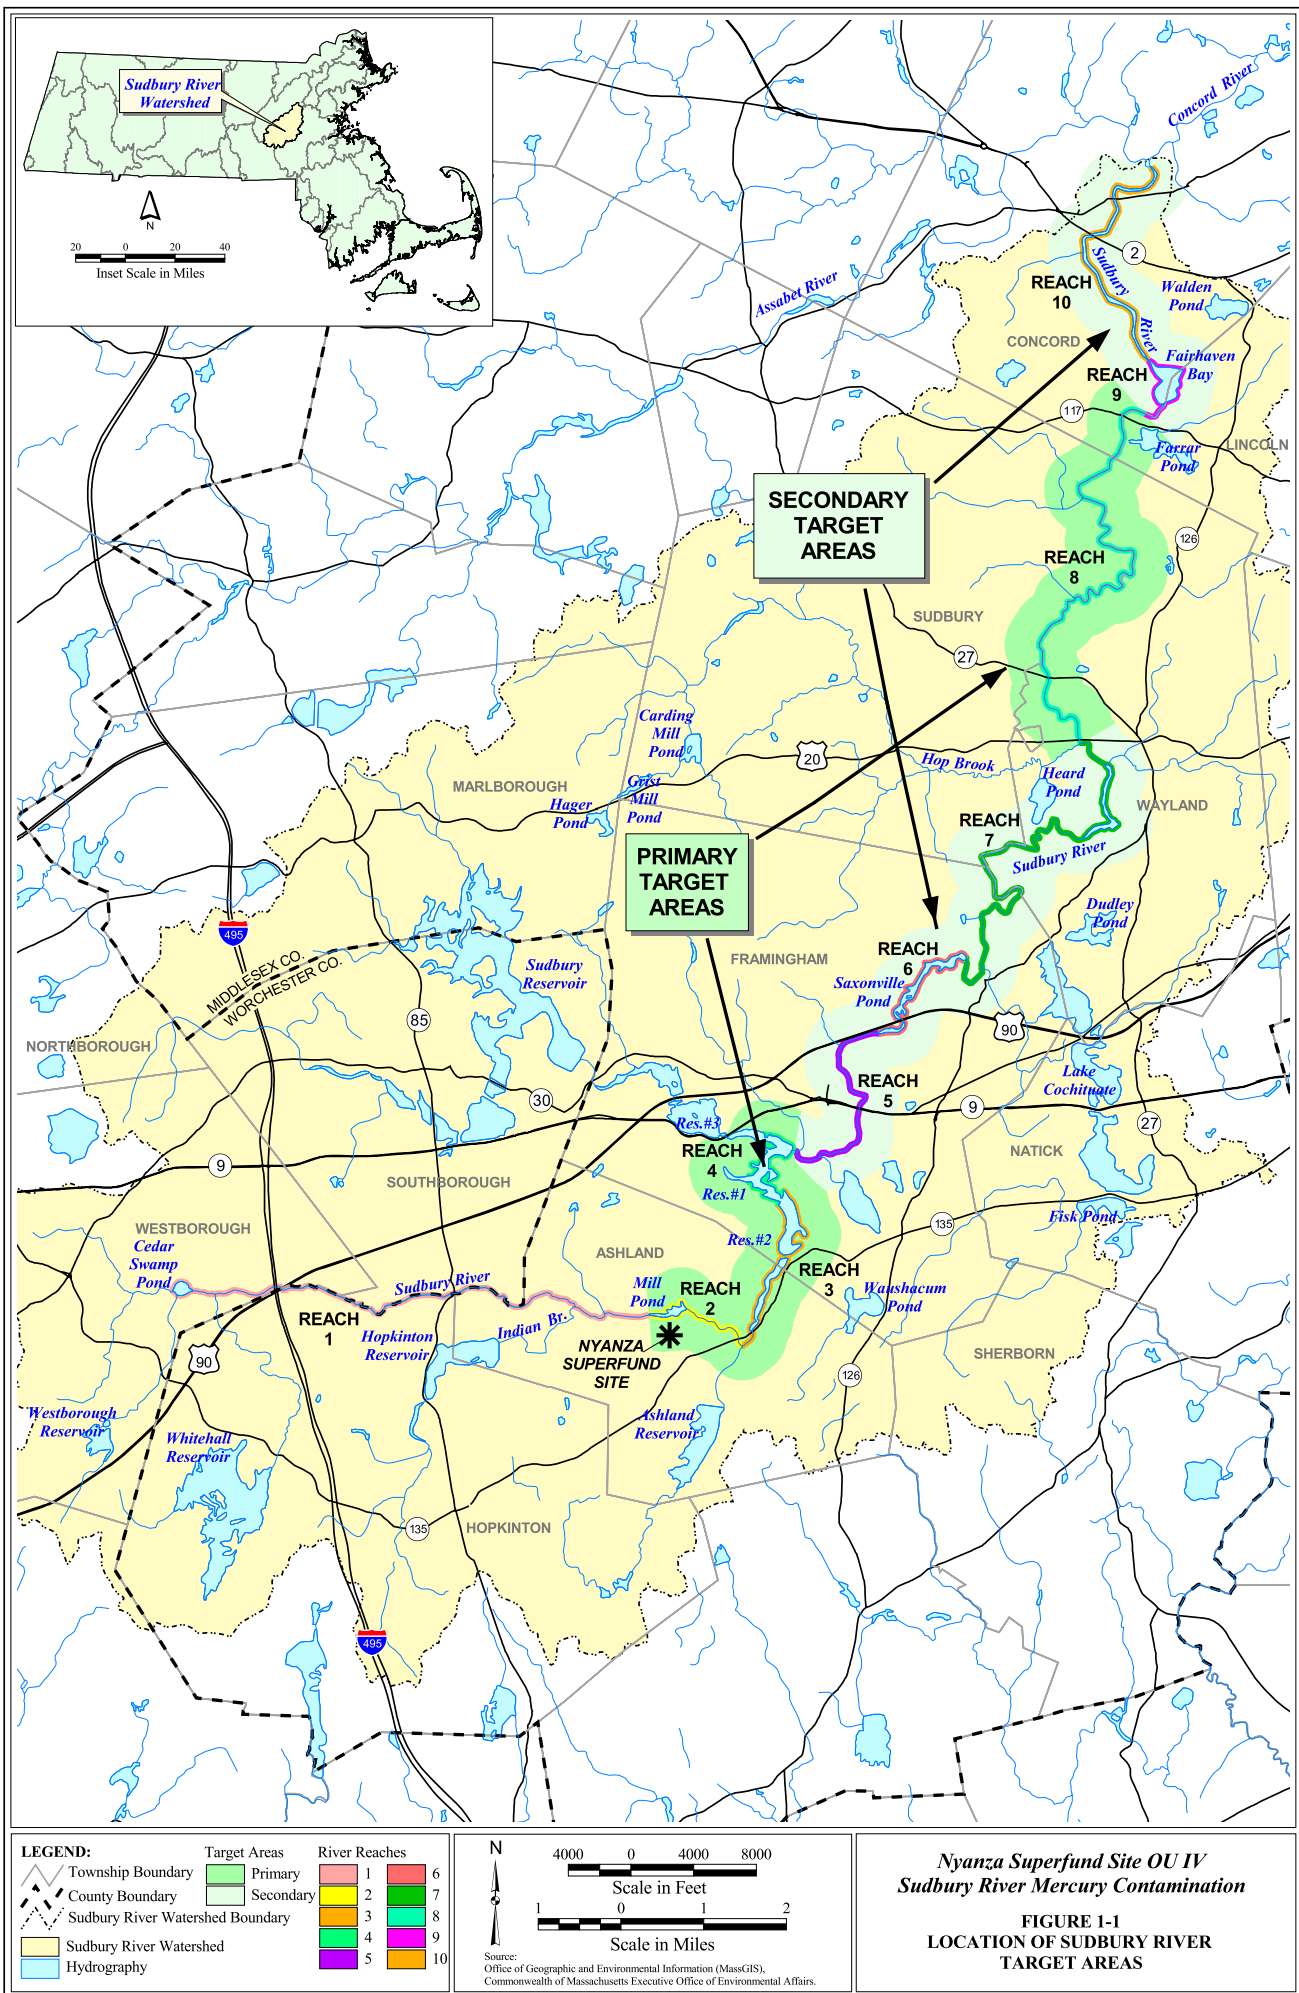 Sudbury River
Watershed
N
20 0 20 40
Inset Scale in Miles
Concord River
Assabet River
2
REACH
10
Sudbury
River
Walden
Pond
CONCORD
Fairhaven
Bay
REACH
9
117
LINCOLN
Farrar
Pond
SECONDARY
TARGET
AREAS
126
REACH
8
SUDBURY
27
Carding
Mill
Pond
20
Hop Brook
Heard
Pond
MARLBOROUGH
Grist
Mill
Pond
Hager
Pond
WAYLAND
REACH
7
Sudbury River
PRIMARY
TARGET
AREAS
Dudley
Pond
495
FRAMINGHAM
REACH
6
MIDDLESEX CO.
WORCHESTER CO.
Sudbury
Reservoir
Saxonville
Pond
85
90
NORTHBOROUGH
Lake
Cochituate
REACH
5
30
9
27
Res.#3
REACH
4
NATICK
9
SOUTHBOROUGH
Res.#1
WESTBOROUGH
Cedar
Swamp
Pond
135
Fisk Pond
Res.#2
ASHLAND
REACH
3
Sudbury River
Mill
Pond
REACH
2
Waushacum
Pond
REACH
1
Hopkinton
Reservoir
Indian Br.
NYANZA
SUPERFUND
SITE
90
SHERBORN
126
Westborough
Reservoir
Whitehall
Reservoir
Ashland
Reservoir
135
HOPKINTON
495
LEGEND:
Township Boundary
County Boundary
Sudbury River Watershed Boundary
Sudbury River Watershed
Hydrography
Target Areas
Primary
Secondary
River Reaches
1 6
2 7
3 8
4 9
5 10
N
4000 0 4000 8000
Scale in Feet
1 0 1 2
Scale in Miles
Source:
Office of Geographic and Environmental Information (MassGIS),
Commonwealth of Massachusetts Executive Office of Environmental Affairs.
Nyanza Superfund Site OU IV
Sudbury River Mercury Contamination
FIGURE 1-1
LOCATION OF SUDBURY RIVER
TARGET AREAS